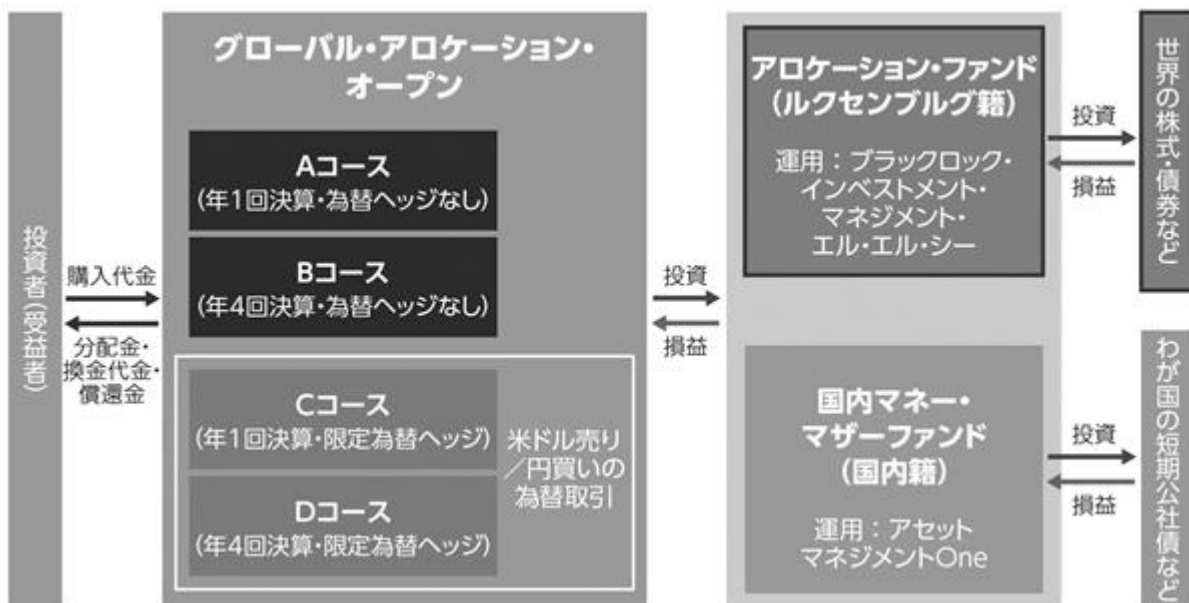 投資者(受益者)
購入代金
分配金・
換金代金・
償還金
グローバル・アロケーション・
オープン
Aコース
(年1回決算・為替ヘッジなし)
Bコース
(年4回決算・為替ヘッジなし)
Cコース
(年1回決算・限定為替ヘッジ)
Dコース
(年4回決算・限定為替ヘッジ)
米ドル売り
/円買いの
為替取引
投資
損益
アロケーション・ファンド
(ルクセンブルグ籍)
運用:ブラックロック・
インベストメント・
マネジメント・
エル・エル・シー
投資
損益
世界の株式・債券など
国内マネー・
マザーファンド
(国内籍)
運用:アセット
マネジメントOne
投資
損益
わが国の短期公社債など